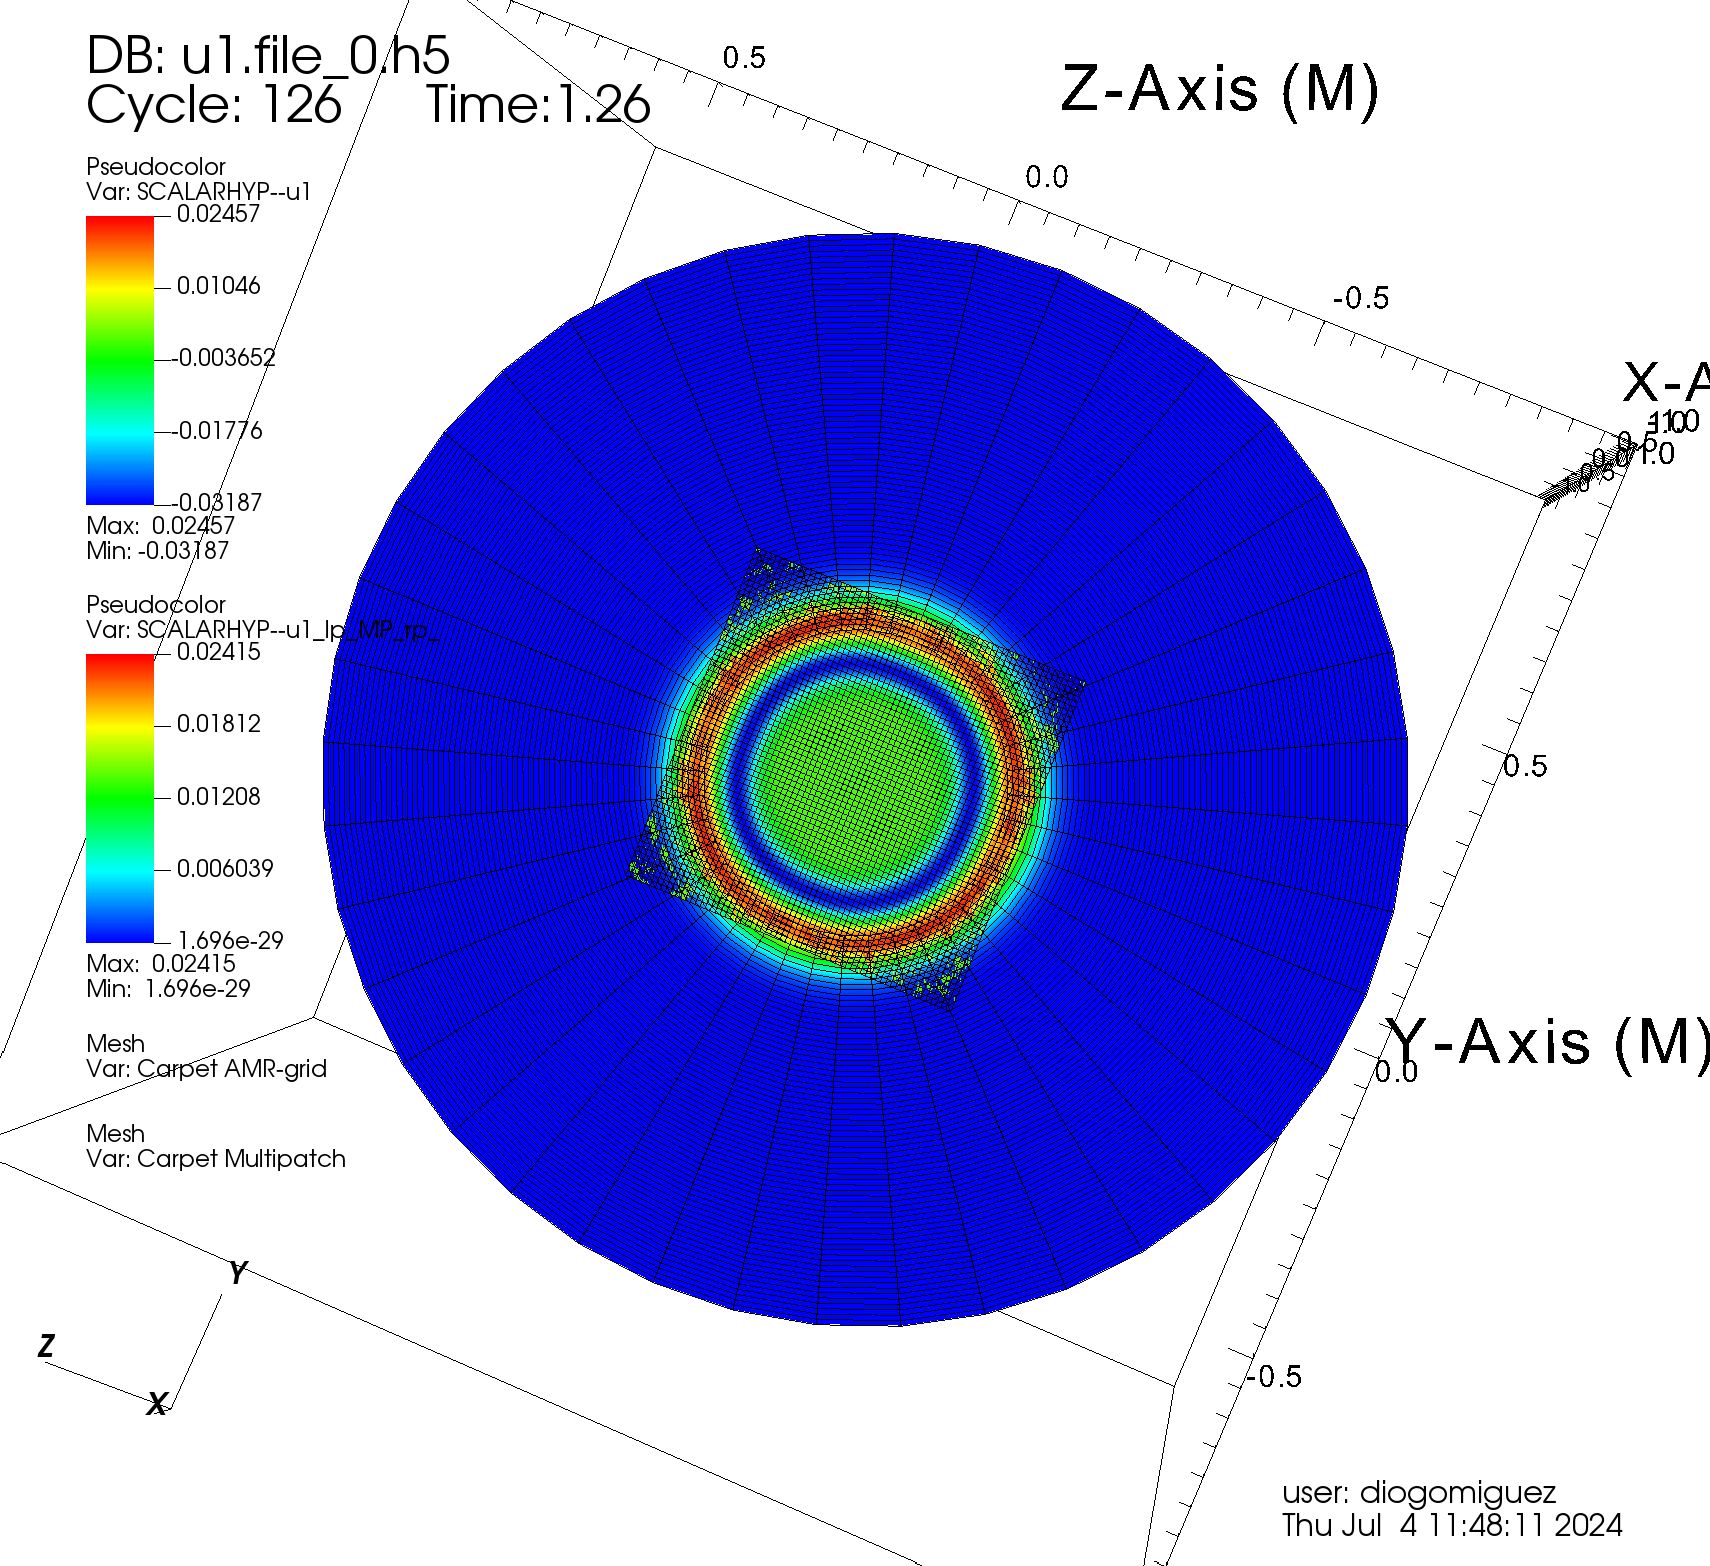 DB: u1.file_0.h5
Cycle: 126 Time:1.26
Pseudocolor
Var: SCALARHYP--u1
0.02457
0.01046
-0.003652
-0.01776
-0.03187
Max: 0.02457
Min: -0.03187
Pseudocolor
Var: SCALARHYP--u1_lp_MP_rp_
0.02415
0.01812
0.01208
0.006039
1.696e-29
Max: 0.02415
Min: 1.696e-29
Mesh
Var: Carpet AMR-grid
Mesh
Var: Carpet Multipatch
Z-Axis (M)
0.5
0.0
-0.5
X-A
Y-Axis (M)
0.5
0.0
-0.5
Y
Z
X
user: diogomiguez
Thu Jul 4 11:48:11 2024